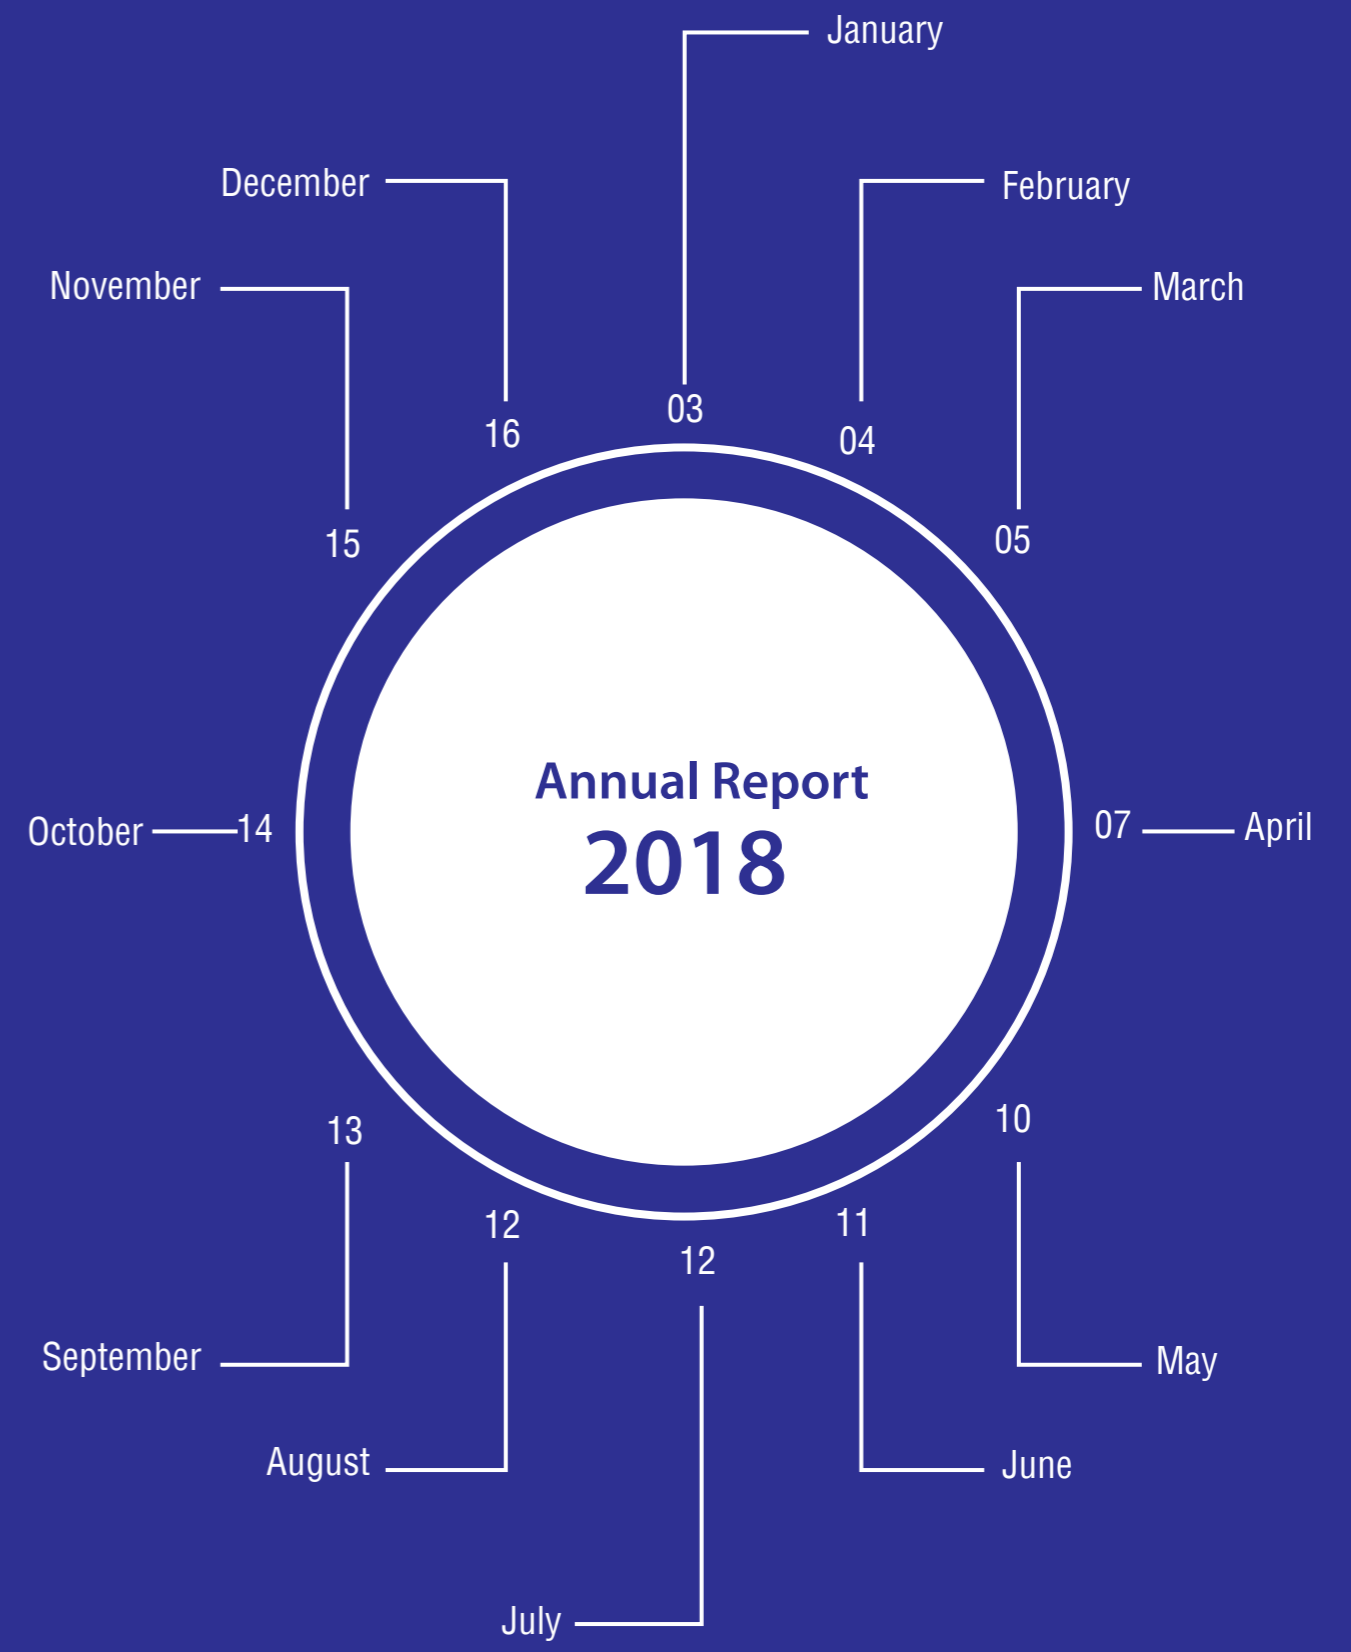 January
03
February
04
March
05
07
April
10
May
11
June
12
July
12
August
13
September
October
14
November
15
December
16
Annual Report
2018